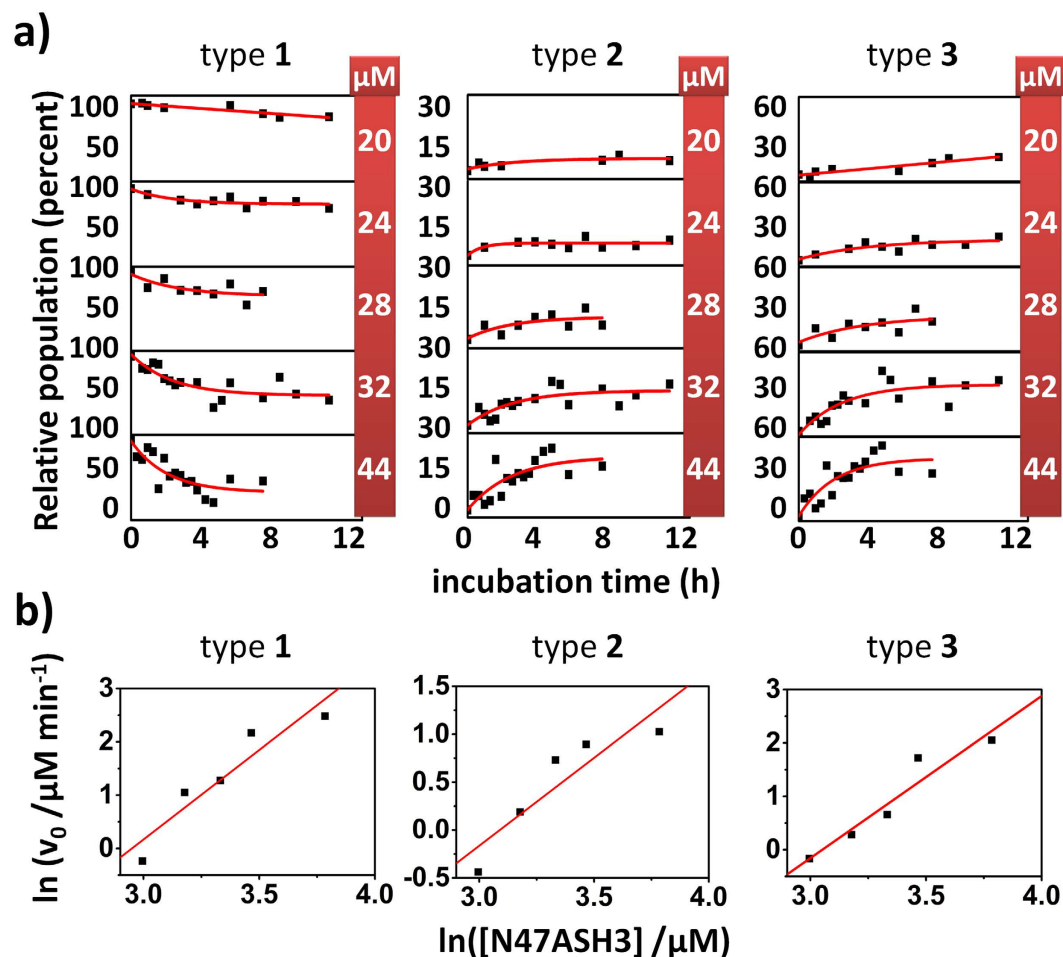 a)
type 1
type 2
type 3
µM
µM
µM
Relative population (percent)
100
50
100
50
100
50
100
50
100
50
0
20
24
28
32
44
30
15
30
15
30
15
30
15
30
15
0
20
24
28
32
44
60
30
60
30
60
30
60
30
60
30
0
20
24
28
32
44
0 4 8 12
0 4 8 12
0 4 8 12
incubation time (h)
b)
type 1
type 2
type 3
ln (v0 /µM min-1)
3
2
1
0
3.0 3.5 4.0
1.5
1.0
0.5
0.0
-0.5
3.0 3.5 4.0
3
2
1
0
3.0 3.5 4.0
ln([N47ASH3] /µM)